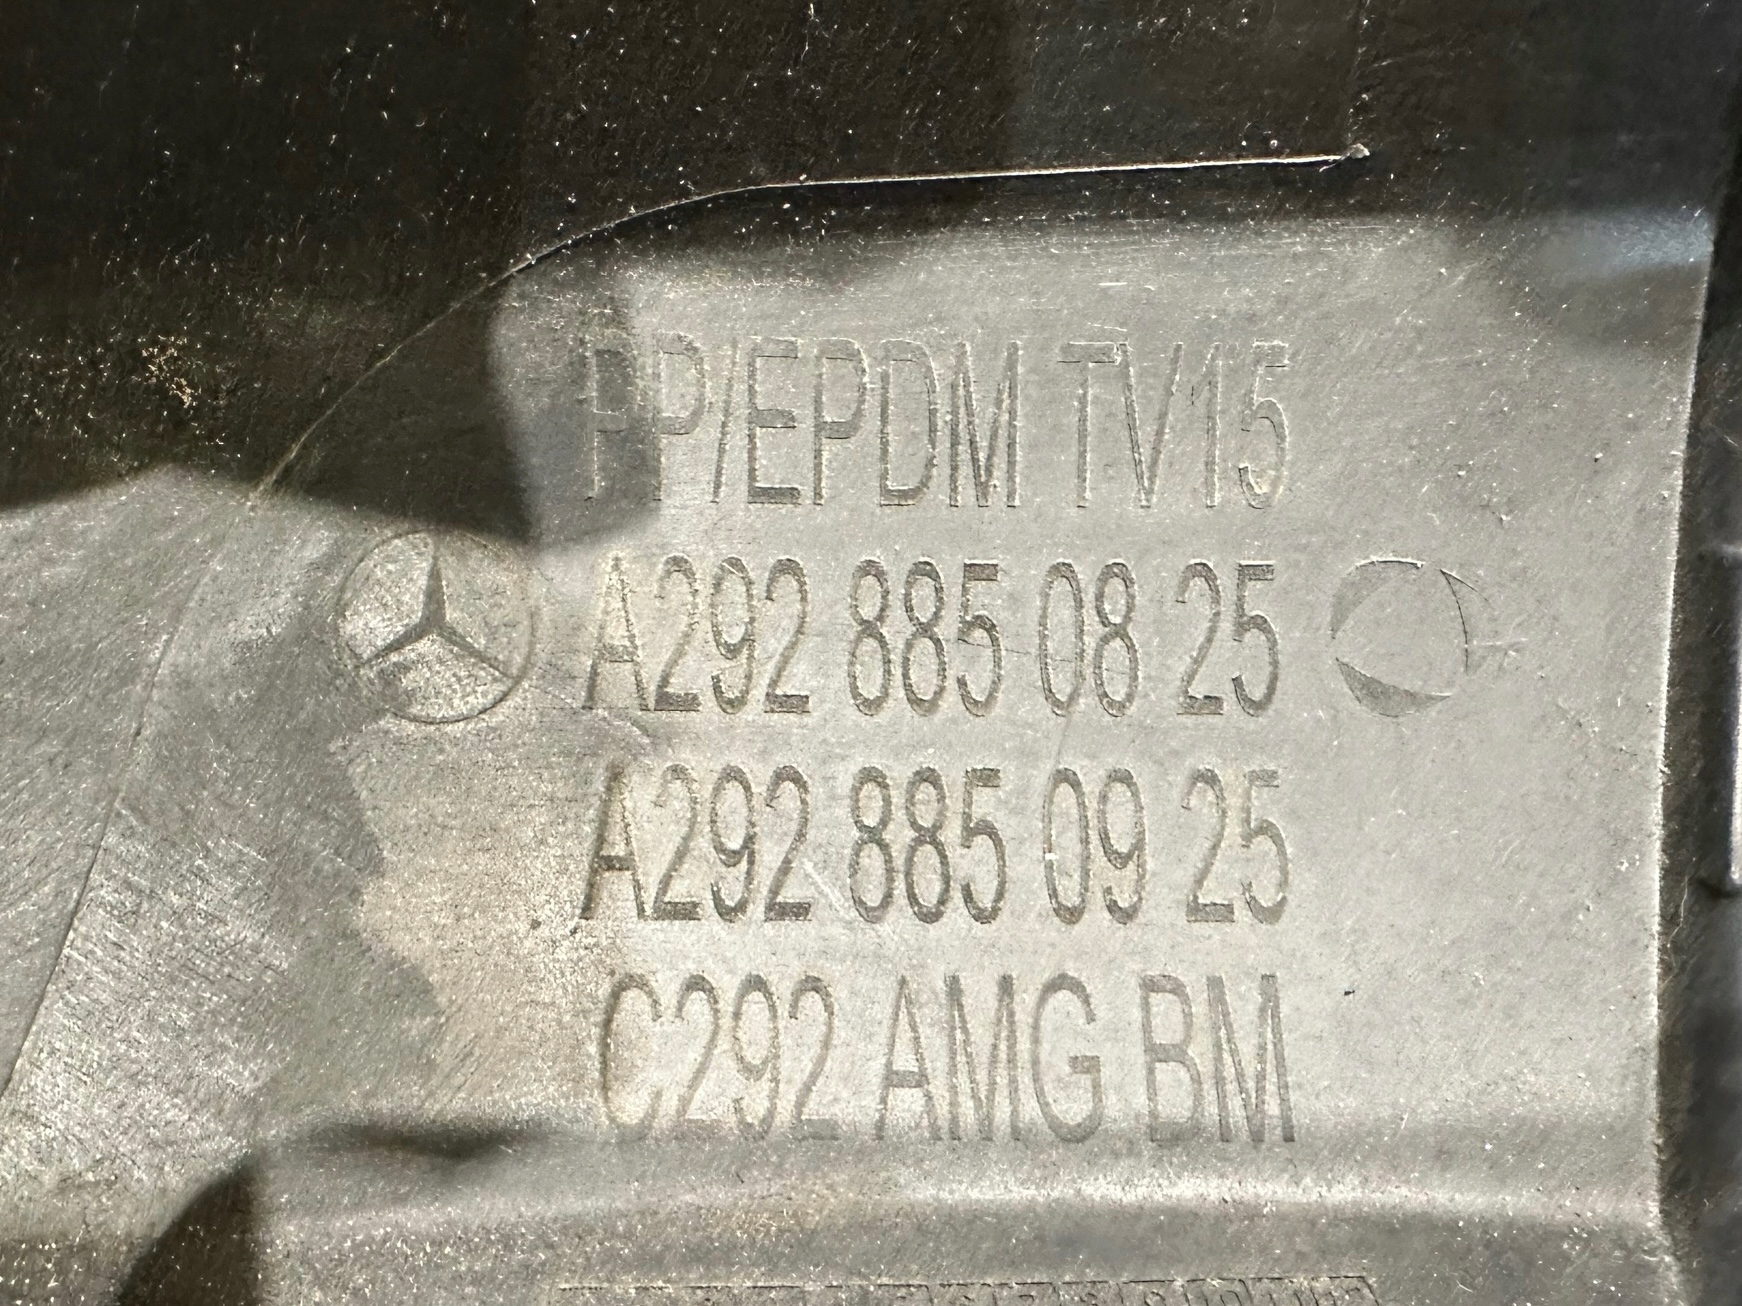 PP/EPDM TV15
A292 885 08 25
A292 885 09 25
C292 AMG BM